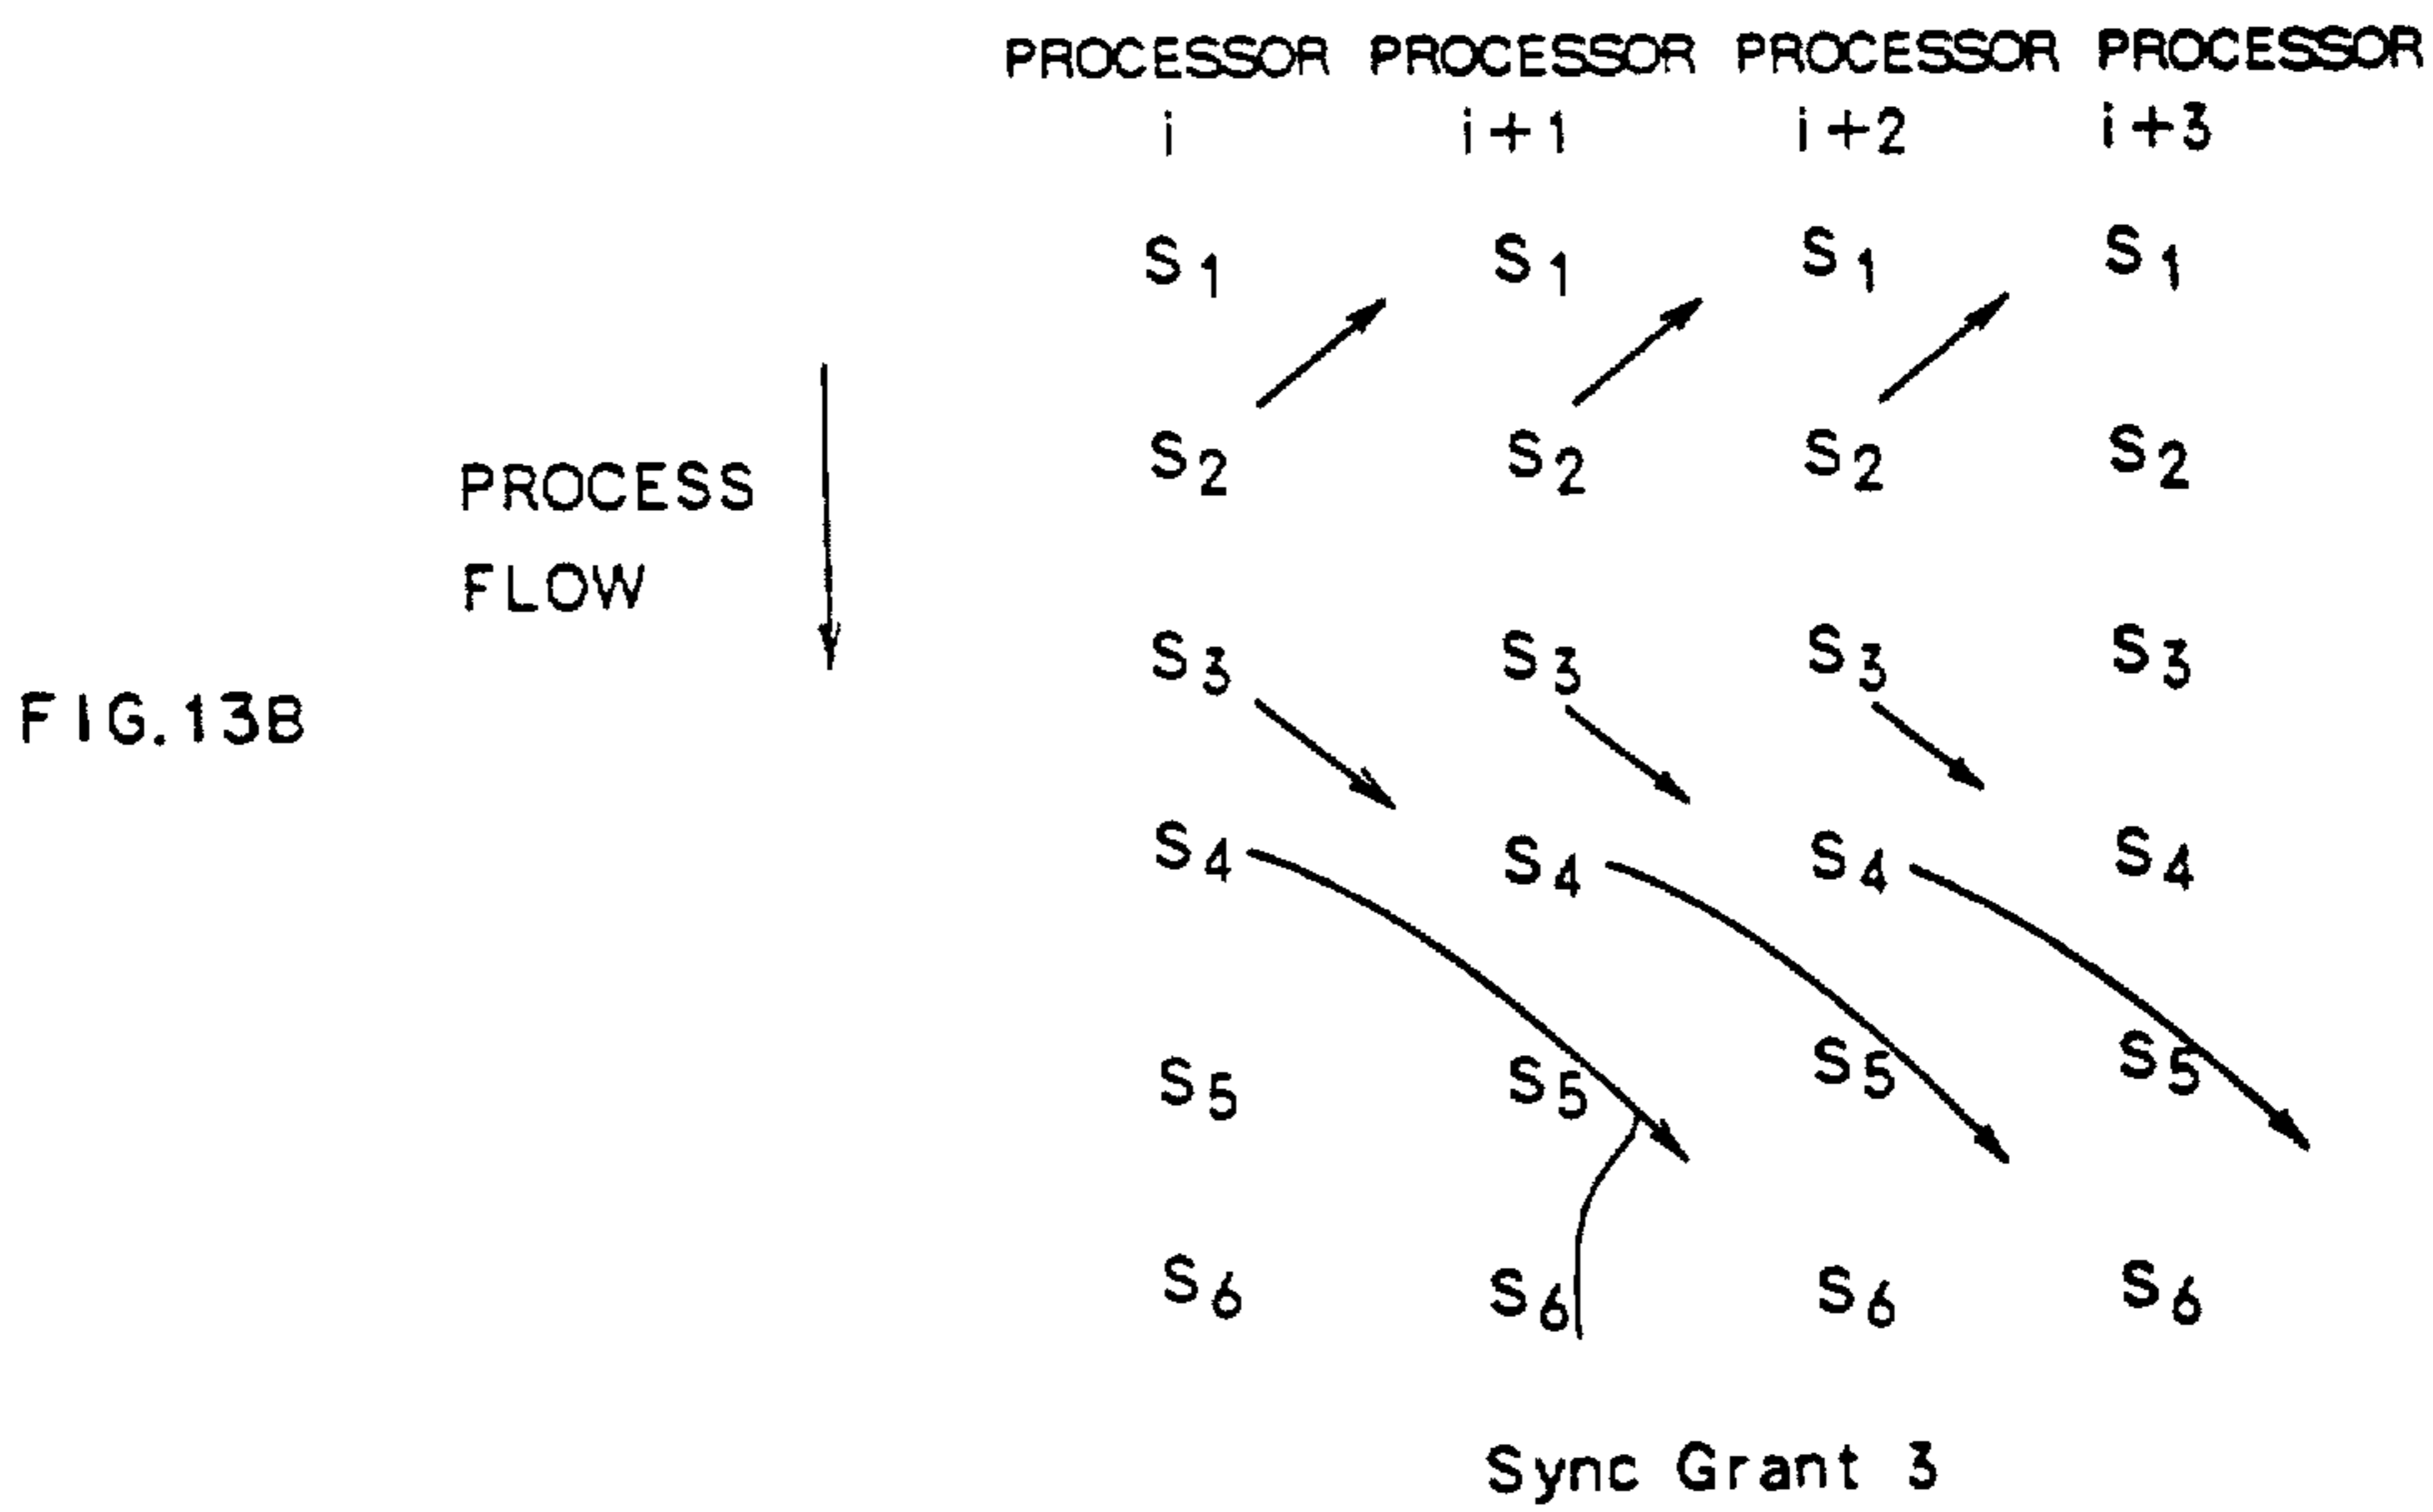 PROCESSOR PROCESSOR PROCESSOR PROCESSOR
i i+1 i+2 i+3
S1 S1 S1 S1
S2 S2 S2 S2
PROCESS
FLOW
S3 S3 S3 S3
FIG.13B
S4 S4 S4 S4
S5 S5 S5 S5
S6 S6 S6 S6
Sync Grant 3